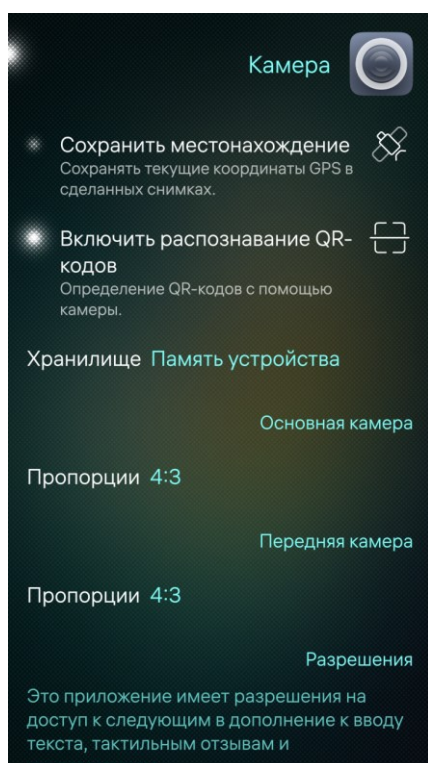 Камера
Сохранить местонахождение
Сохранять текущие координаты GPS в
сделанных снимках.
Включить распознавание QR-
кодов
Определение QR-кодов с помощью
камеры.
Хранилище Память устройства
Основная камера
Пропорции 4:3
Передняя камера
Пропорции 4:3
Разрешения
Это приложение имеет разрешения на
доступ к следующим в дополнение к вводу
текста, тактильным отзывам и